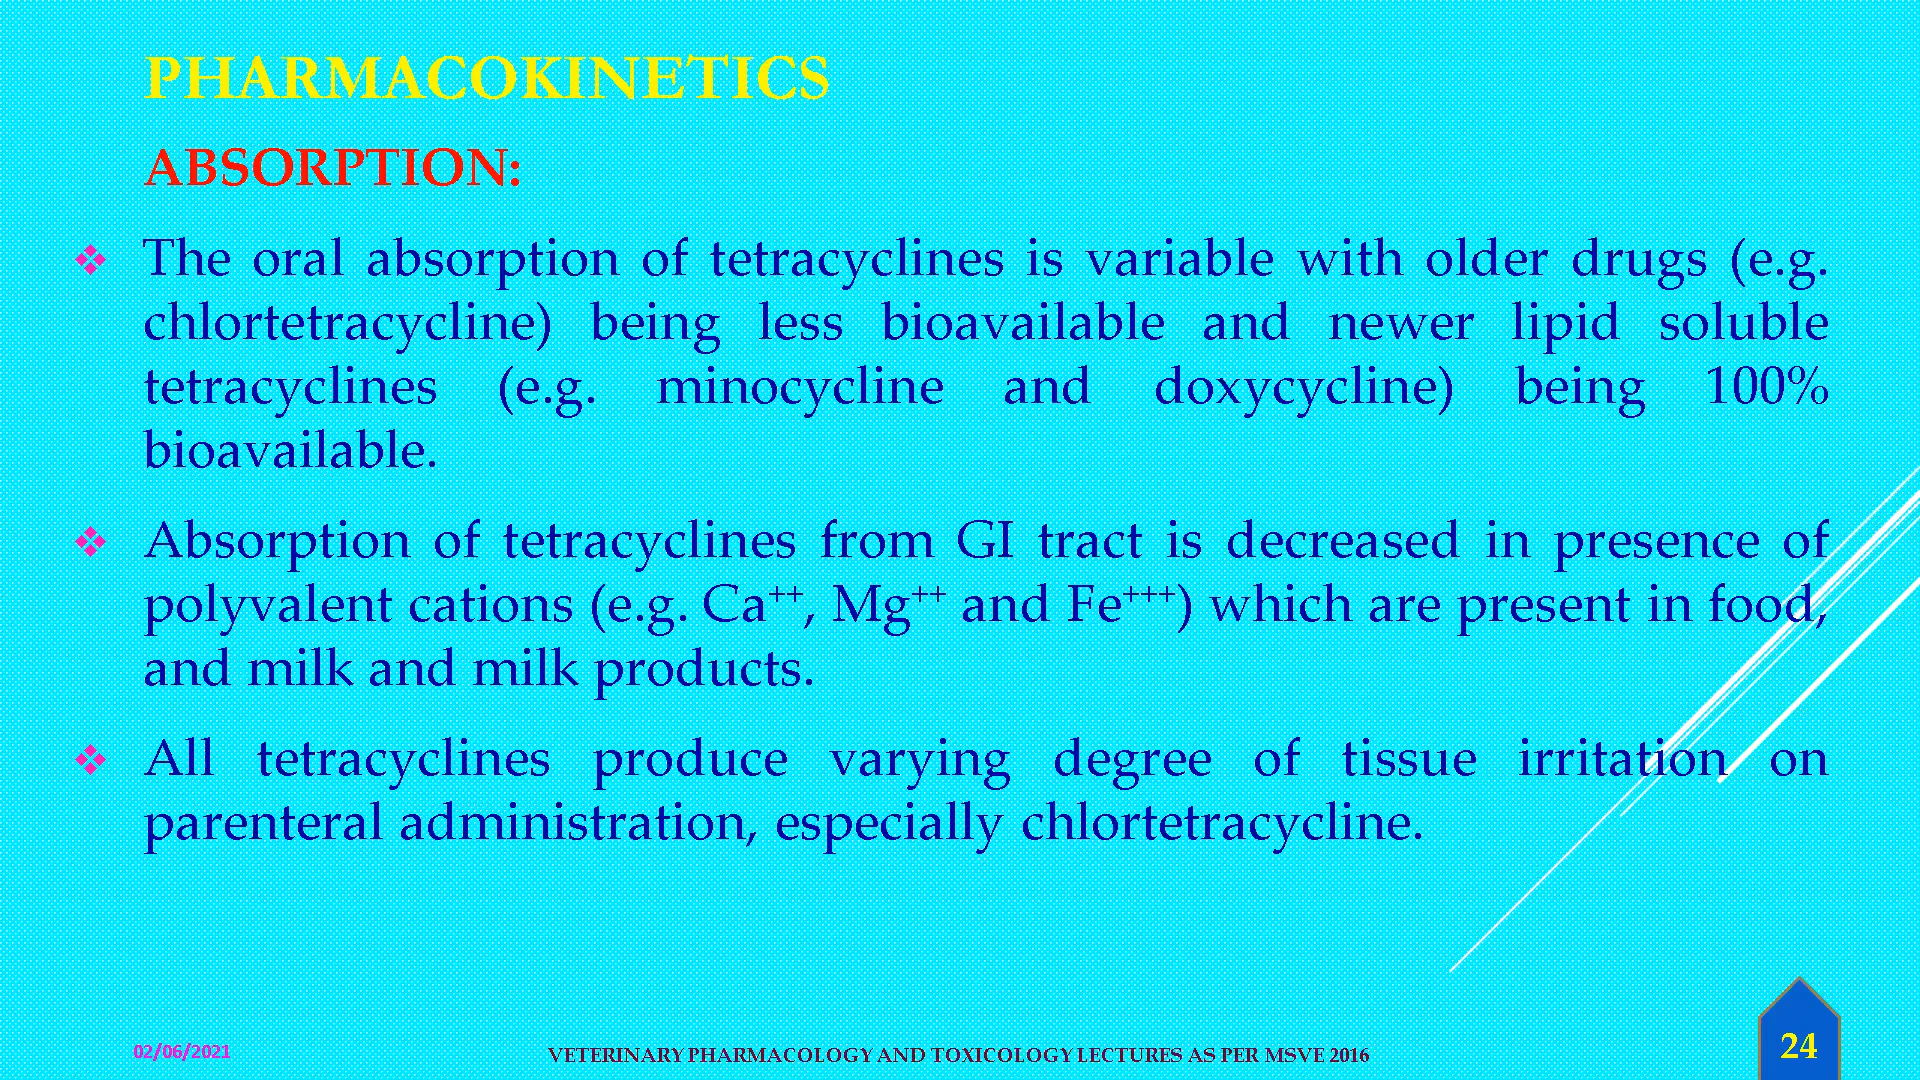 PHARMACOKINETICS
ABSORPTION:
❖ The oral absorption of tetracyclines is variable with older drugs (e.g.
chlortetracycline) being less bioavailable and newer lipid soluble
tetracyclines (e.g. minocycline and doxycycline) being 100%
bioavailable.
❖ Absorption of tetracyclines from GI tract is decreased in presence of
polyvalent cations (e.g. Ca⁺⁺, Mg⁺⁺ and Fe⁺⁺⁺) which are present in food,
and milk and milk products.
❖ All tetracyclines produce varying degree of tissue irritation on
parenteral administration, especially chlortetracycline.
02/06/2021
VETERINARY PHARMACOLOGY AND TOXICOLOGY LECTURES AS PER MSVE 2016
24